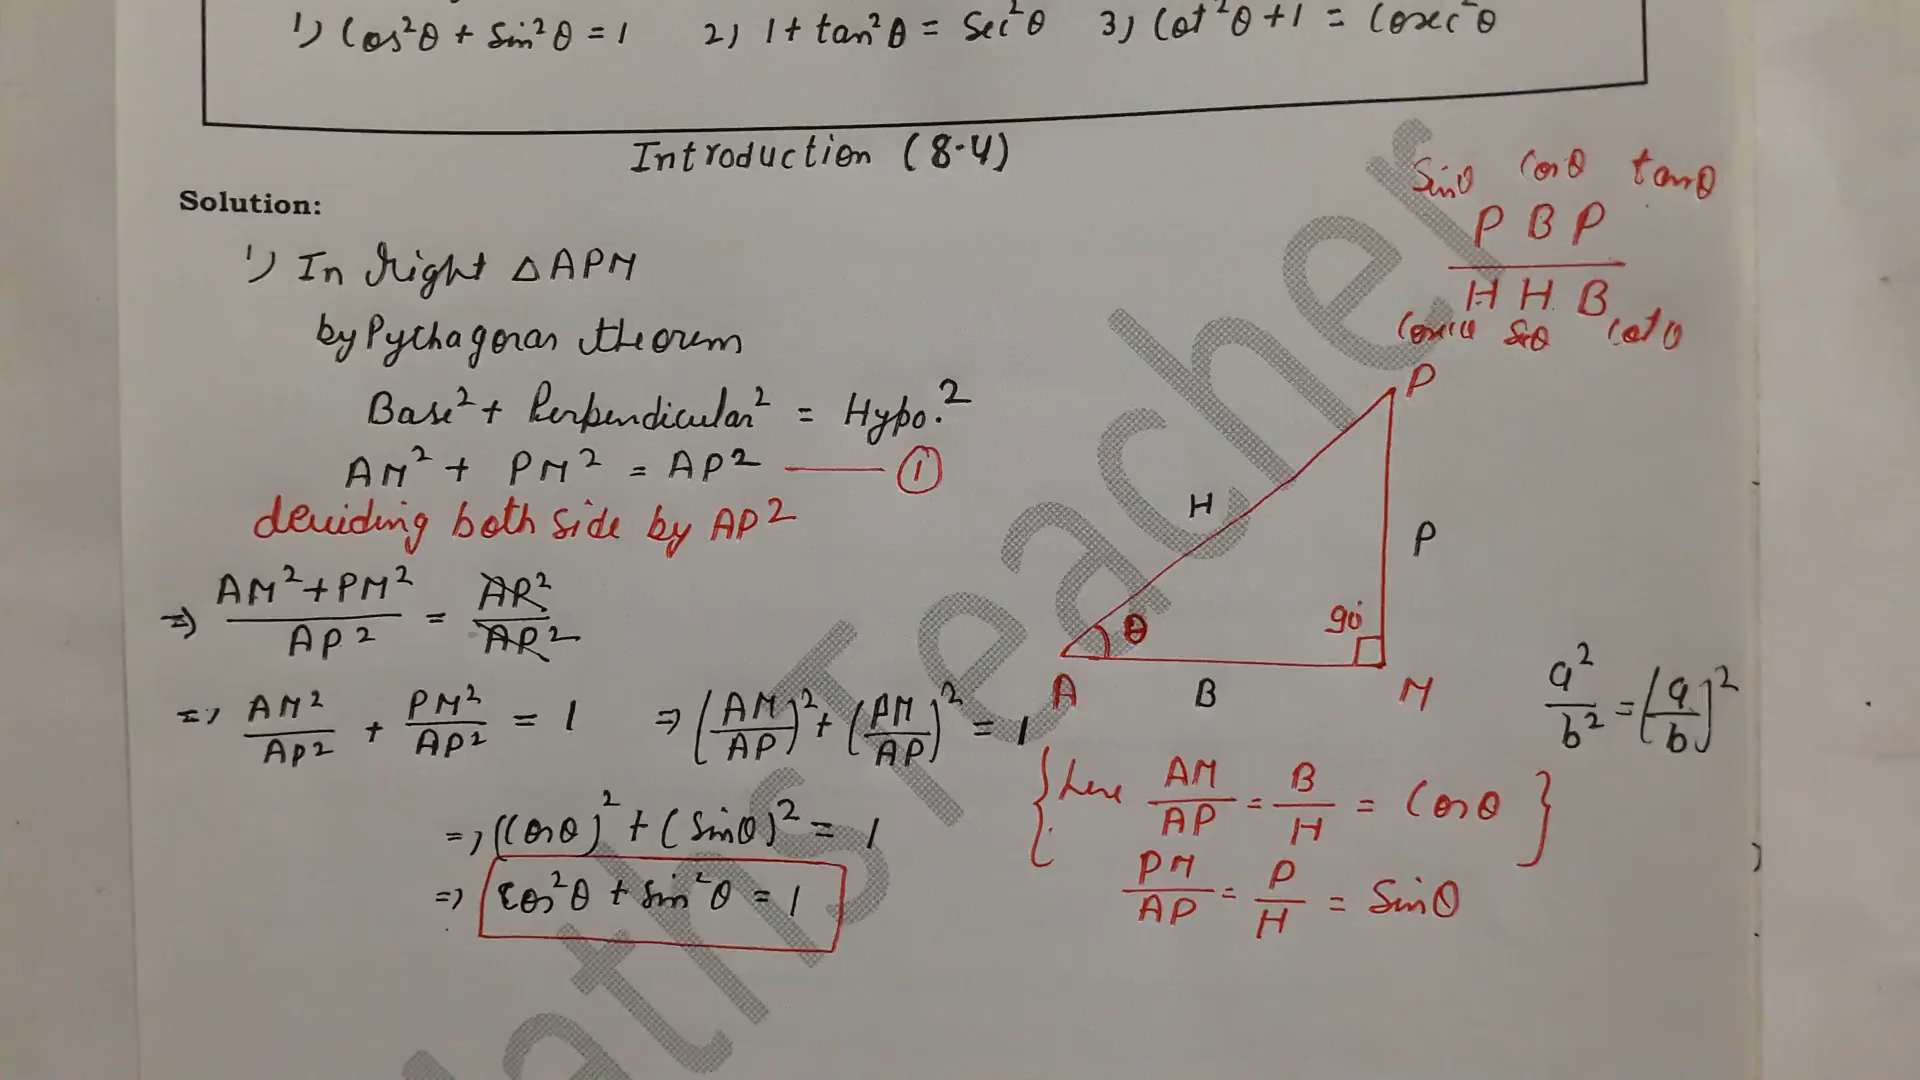 1) Cos²θ + Sin²θ = 1 2) 1 + tan²θ = Sec²θ 3) Cot²θ + 1 = Cosec²θ
Introduction (8.4)
Solution:
1) In Right △APM
by Pythagoras theorem
Base² + Perpendicular² = Hypo.²
AM² + PM² = AP² —— ①
deviding both side by AP²
⇒ AM² + PM² / AP² = AP² / AP²
⇒ AM²/AP² + PM²/AP² = 1 ⇒ (AM/AP)² + (PM/AP)² = 1
⇒ (Cosθ)² + (Sinθ)² = 1
⇒ Cos²θ + Sin²θ = 1
Sinθ Cosθ tanθ
P B P
H H B
Cosecθ Secθ Cotθ
P
H
P
θ
90°
A
B
M
a²/b² = (a/b)²
{ here AM/AP = B/H = Cosθ }
PM/AP = P/H = Sinθ
Maths Teacher